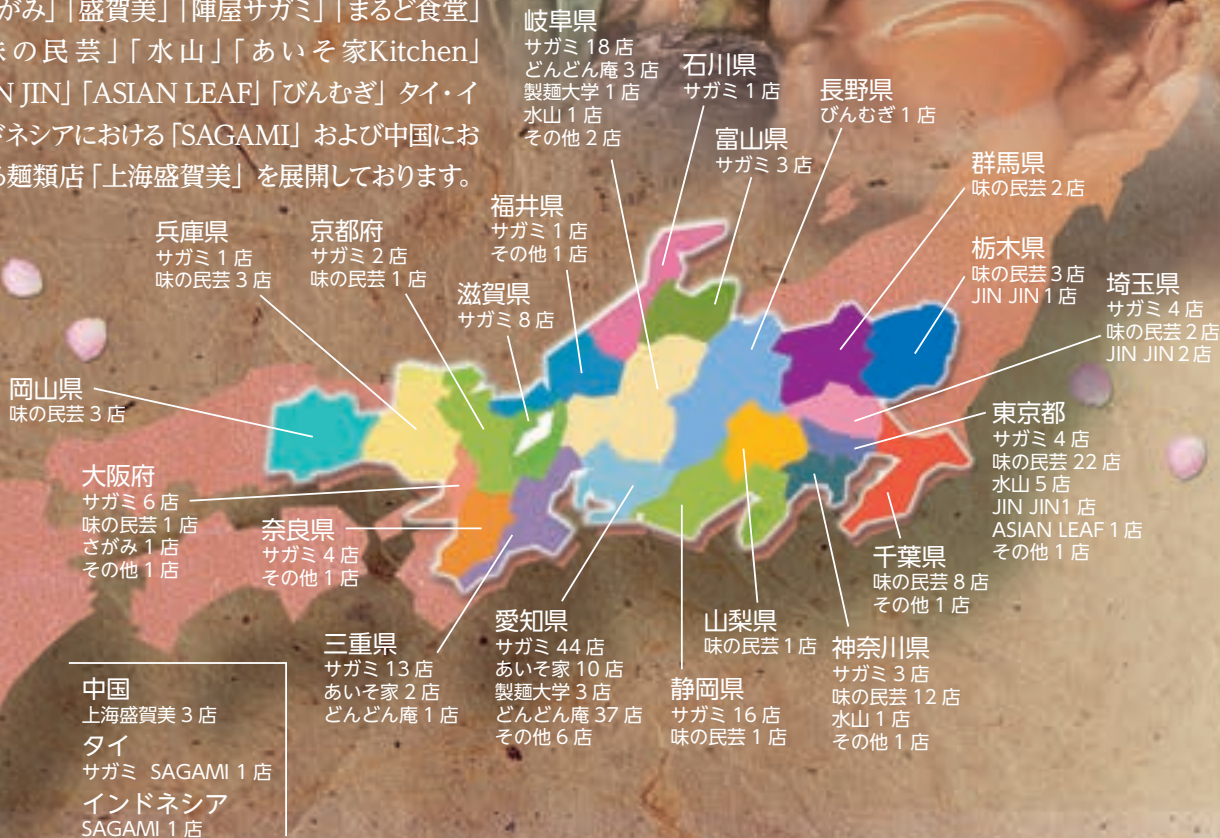 がみ」「盛賀美」「陣屋サガミ」「まるど食堂」
の民芸」「水山」「あいそ家Kitchen」
N JIN」「ASIAN LEAF」「びんむぎ」タイ・イ
ドネシアにおける「SAGAMI」および中国にお
る麺類店「上海盛賀美」を展開しております。
岐阜県
サガミ 18 店
どんどん庵 3 店
製麺大学 1 店
水山 1 店
その他 2 店
石川県
サガミ 1 店
富山県
サガミ 3 店
長野県
びんむぎ 1 店
群馬県
味の民芸 2 店
栃木県
味の民芸 3 店
JIN JIN 1 店
埼玉県
サガミ 4 店
味の民芸 2 店
JIN JIN 2 店
兵庫県
サガミ 1 店
味の民芸 3 店
京都府
サガミ 2 店
味の民芸 1 店
福井県
サガミ 1 店
その他 1 店
滋賀県
サガミ 8 店
岡山県
味の民芸 3 店
大阪府
サガミ 6 店
味の民芸 1 店
さがみ 1 店
その他 1 店
奈良県
サガミ 4 店
その他 1 店
東京都
サガミ 4 店
味の民芸 22 店
水山 5 店
JIN JIN1 店
ASIAN LEAF 1 店
その他 1 店
千葉県
味の民芸 8 店
その他 1 店
三重県
サガミ 13 店
あいそ家 2 店
どんどん庵 1 店
愛知県
サガミ 44 店
あいそ家 10 店
製麺大学 3 店
どんどん庵 37 店
その他 6 店
静岡県
サガミ 16 店
味の民芸 1 店
山梨県
味の民芸 1 店
神奈川県
サガミ 3 店
味の民芸 12 店
水山 1 店
その他 1 店
中国
上海盛賀美 3 店
タイ
サガミ SAGAMI 1 店
インドネシア
SAGAMI 1 店